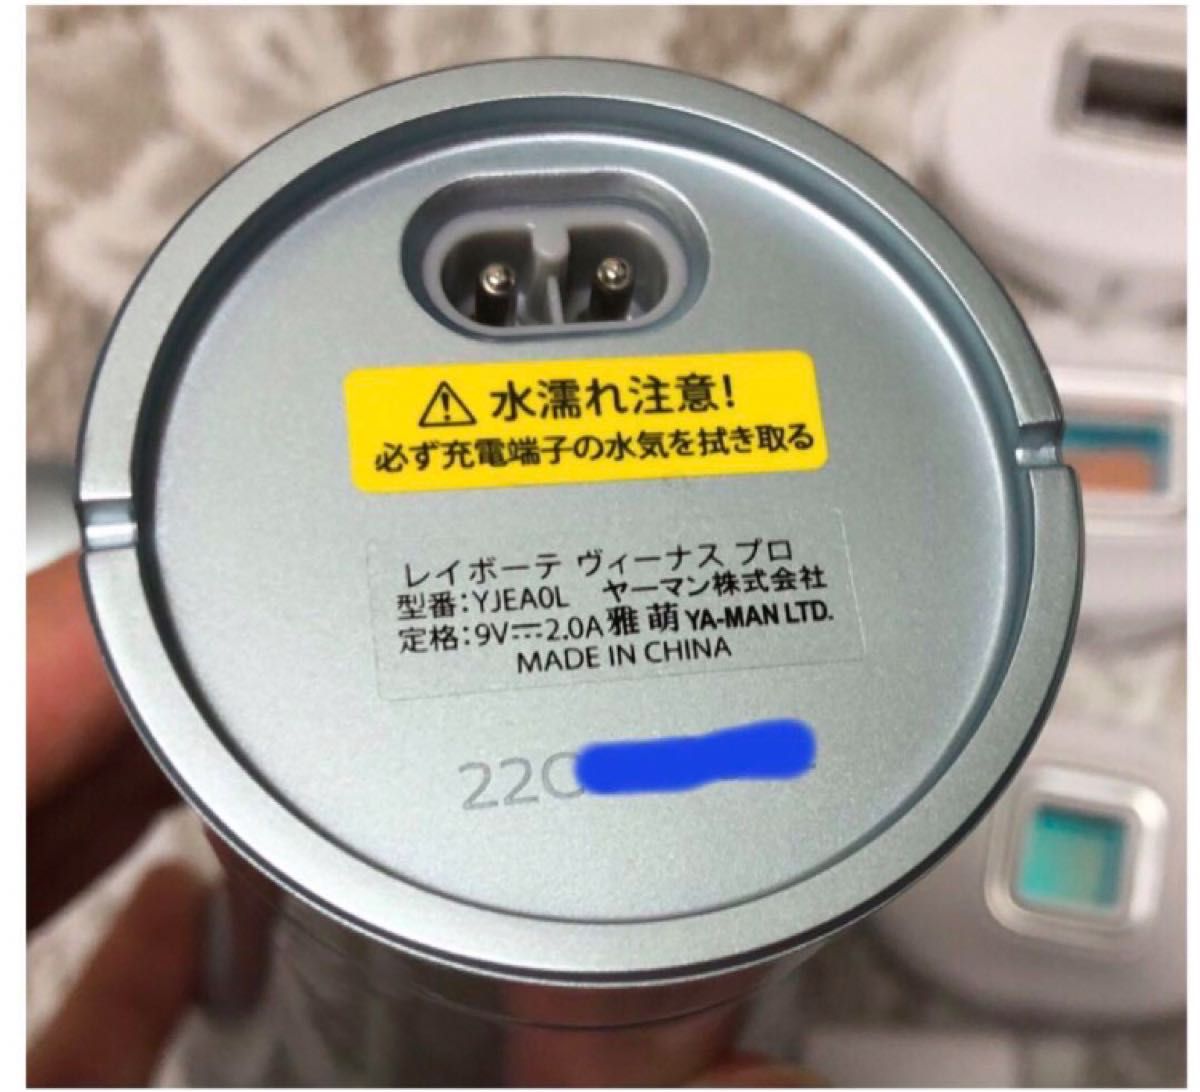 水濡れ注意!
必ず充電端子の水気を拭き取る
レイボーテ ヴィーナス プロ
型番:YJEA0L ヤーマン株式会社
定格:9V⎓2.0A 雅萌 YA-MAN LTD.
MADE IN CHINA
22